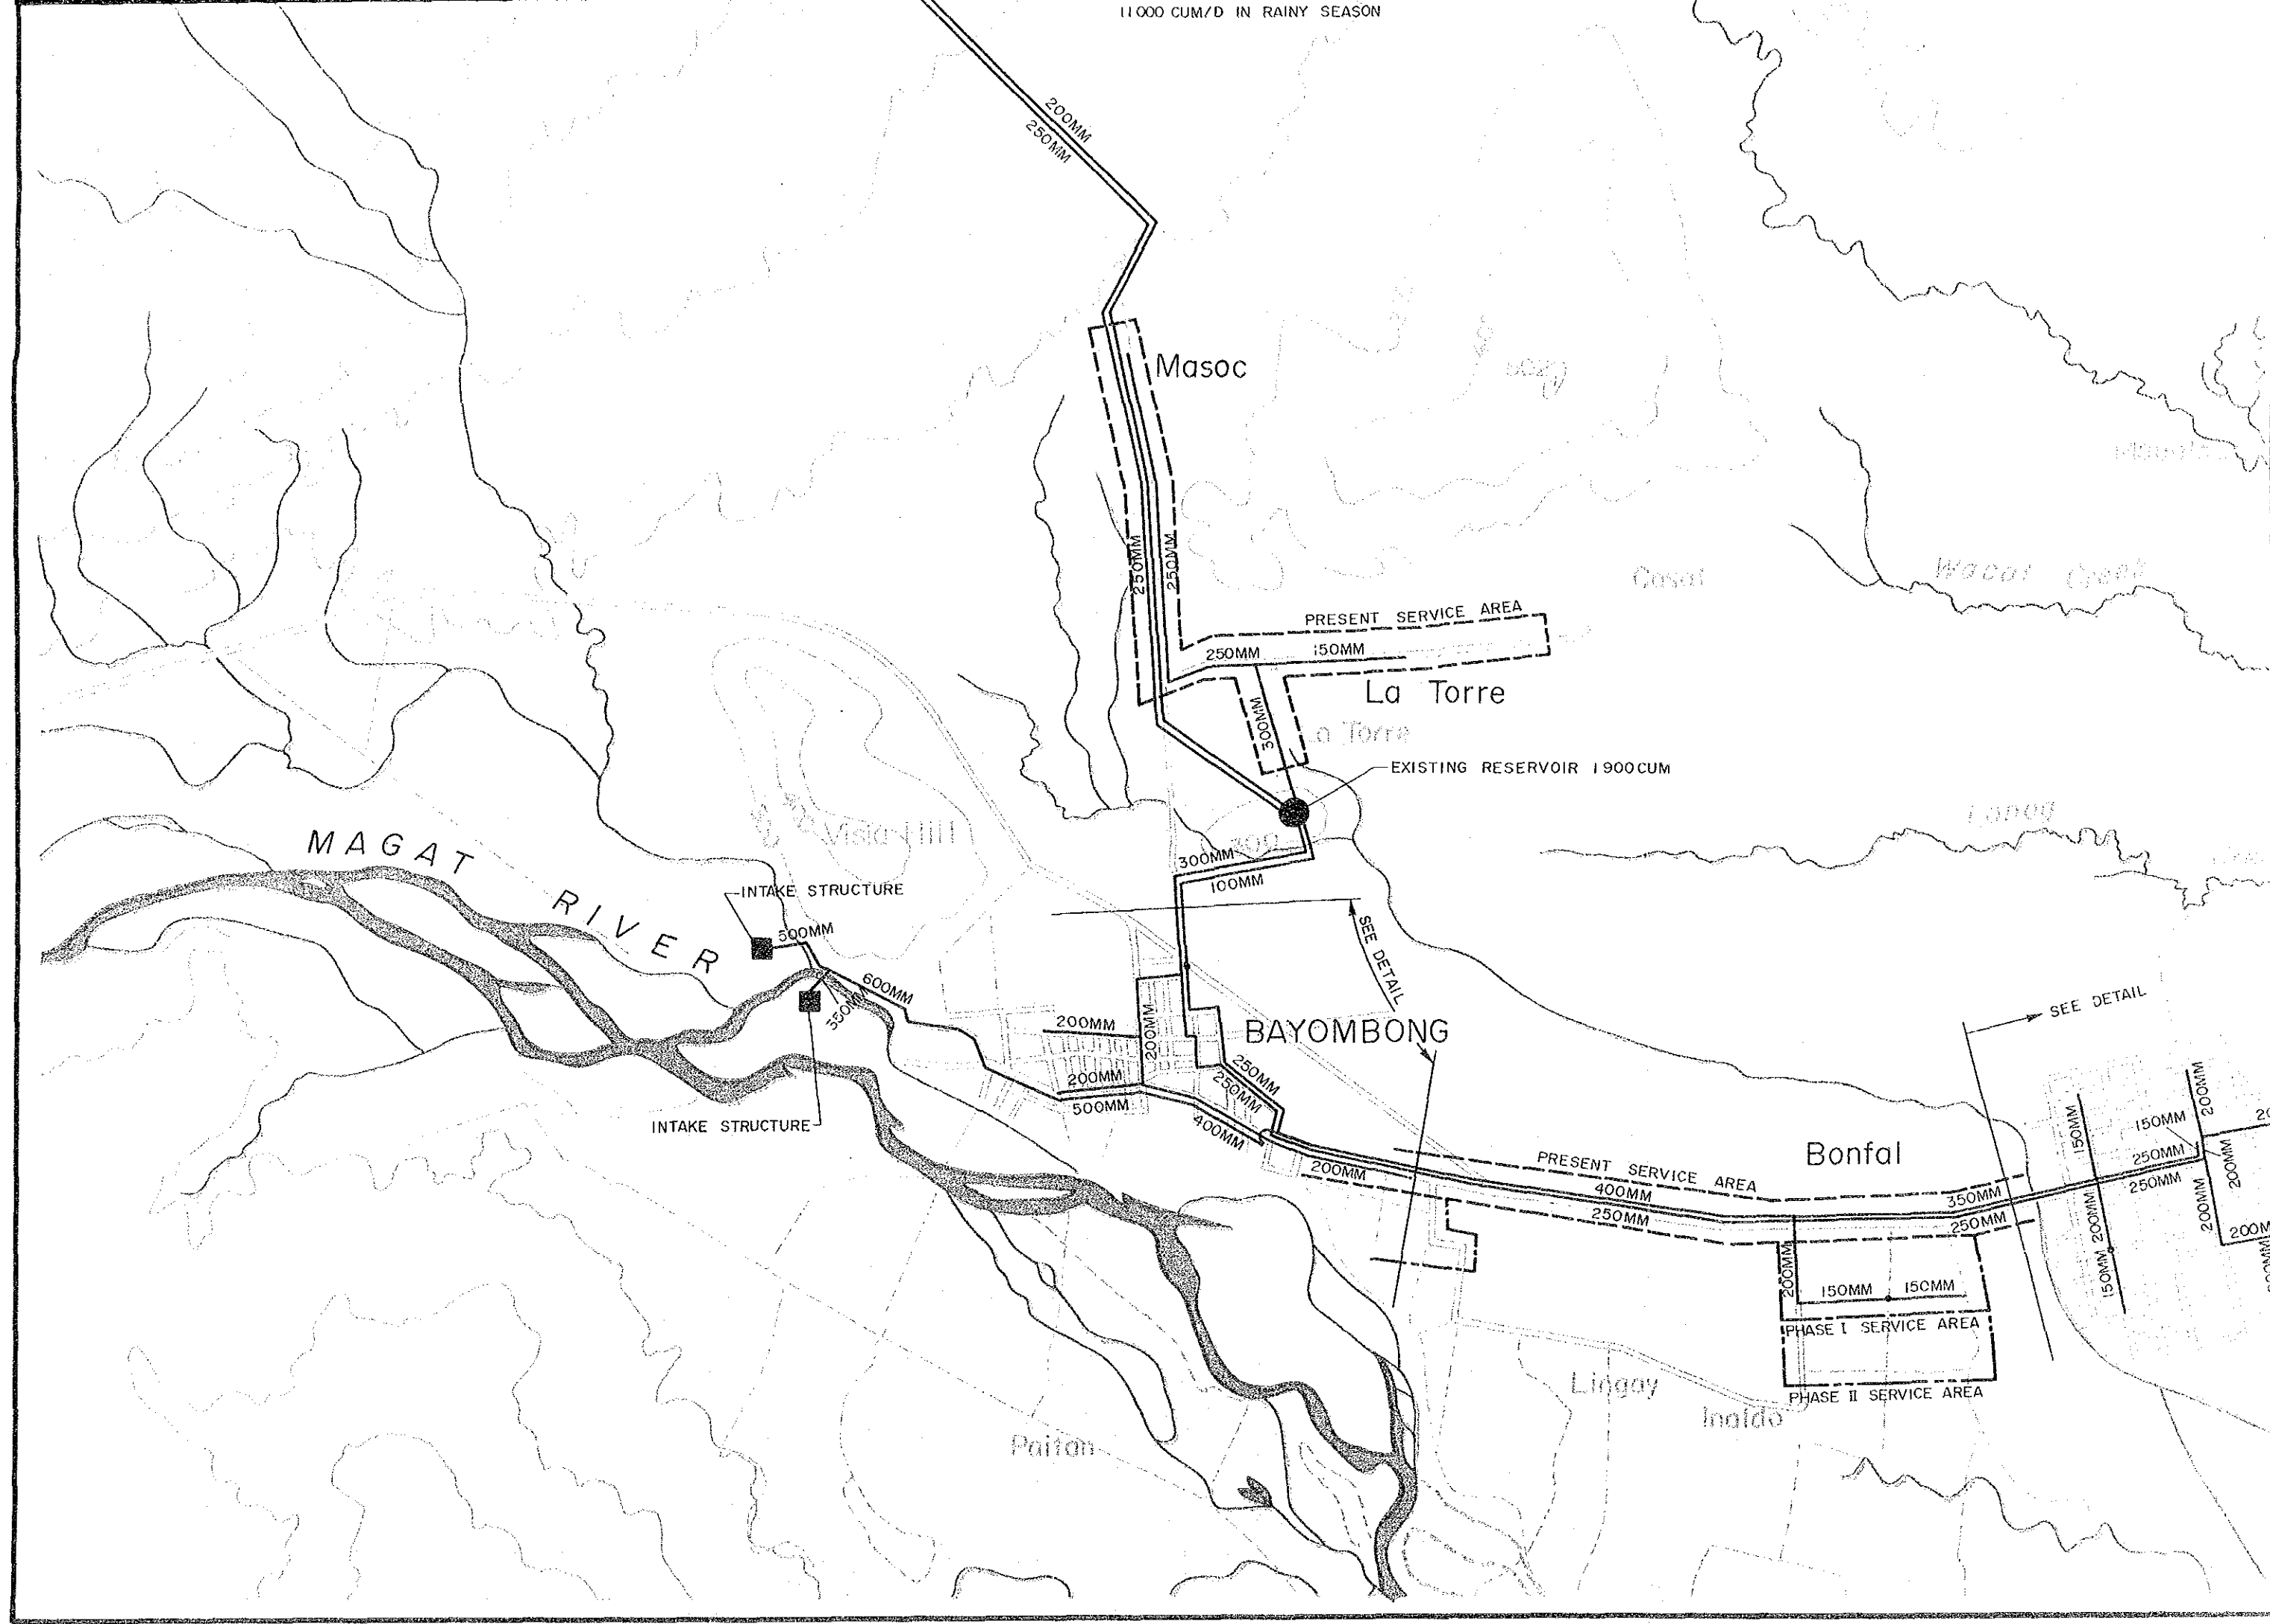 11000 CUM/D IN RAINY SEASON
200MM
250MM
Masoc
250MM
250MM
Casat
Wacat Creek
PRESENT SERVICE AREA
250MM
150MM
La Torre
300MM
La Torre
EXISTING RESERVOIR 1900CUM
Lanog
MAGAT RIVER
Vista Hill
300
300MM
100MM
INTAKE STRUCTURE
500MM
SEE DETAIL
600MM
350MM
SEE DETAIL
200MM
200MM
BAYOMBONG
250MM
250MM
200MM
500MM
400MM
INTAKE STRUCTURE
200MM
PRESENT SERVICE AREA
Bonfal
400MM
250MM
350MM
250MM
150MM
200MM
150MM
250MM
250MM
200MM
200MM
200MM
150MM
200MM
150MM
150MM
PHASE I SERVICE AREA
PHASE II SERVICE AREA
Lingay
Inaldo
Paitan